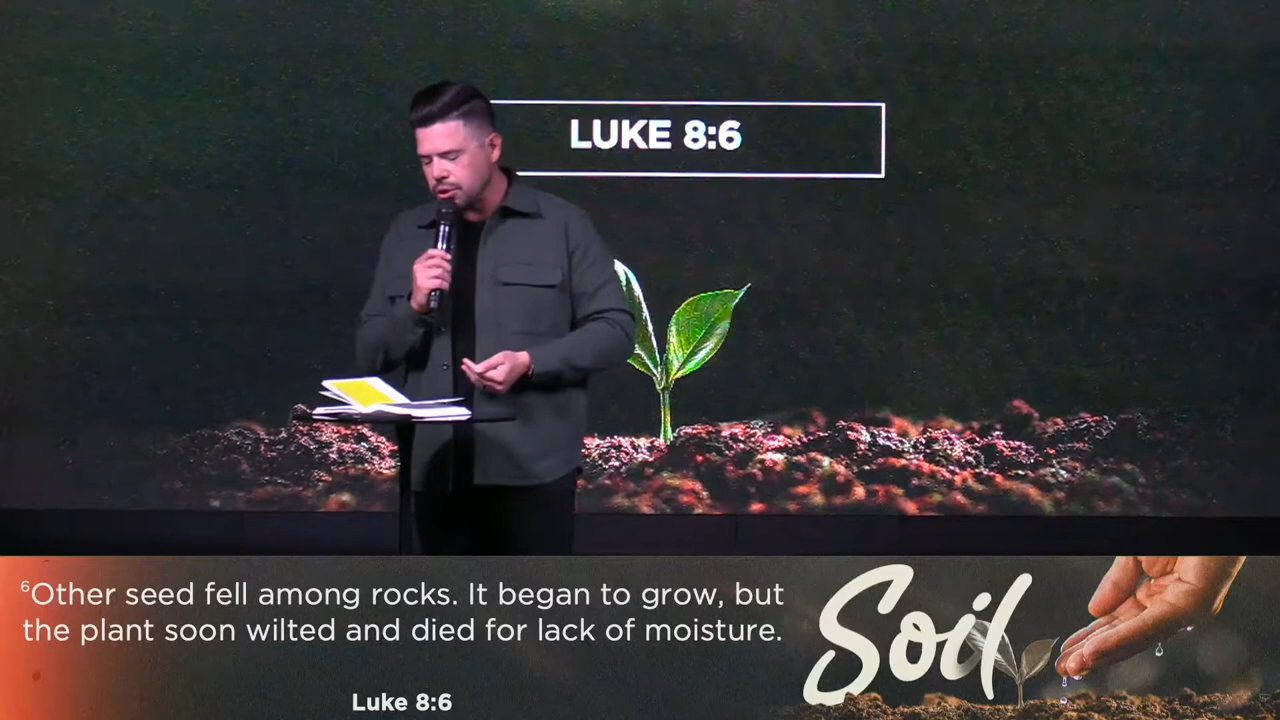 LUKE 8:6
⁶Other seed fell among rocks. It began to grow, but
the plant soon wilted and died for lack of moisture.
Luke 8:6
Soil